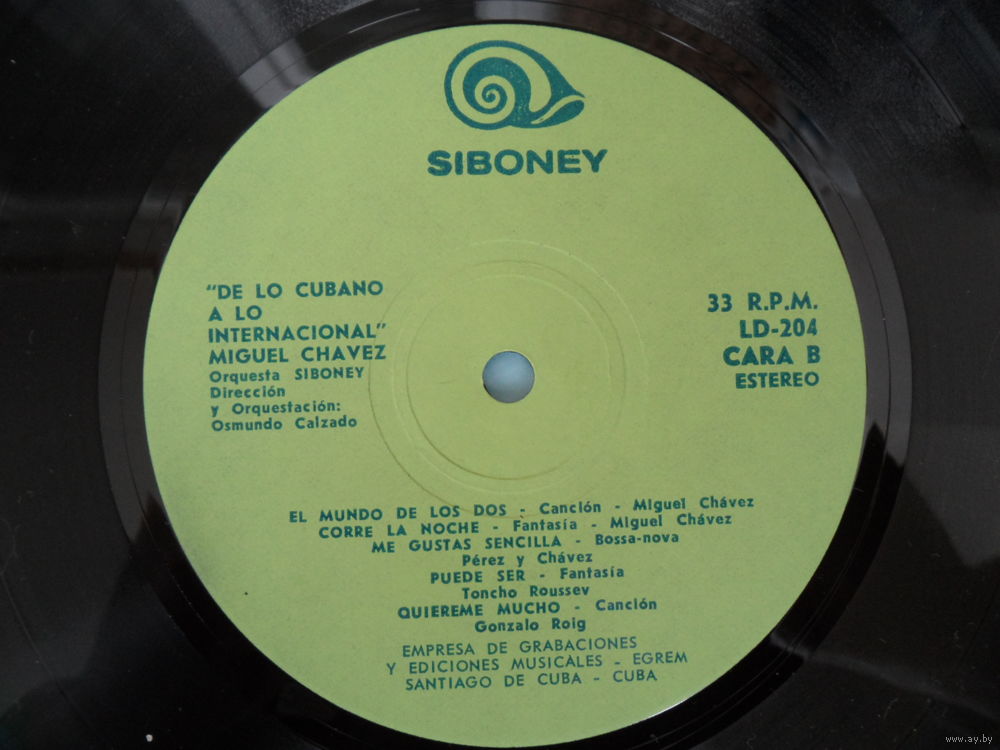 SIBONEY
"DE LO CUBANO
A LO
INTERNACIONAL"
MIGUEL CHAVEZ
Orquesta SIBONEY
Dirección
y Orquestación:
Osmundo Calzado
33 R.P.M.
LD-204
CARA B
ESTEREO
EL MUNDO DE LOS DOS - Canción - Miguel Chávez
CORRE LA NOCHE - Fantasía - Miguel Chávez
ME GUSTAS SENCILLA - Bossa-nova
Pérez y Chávez
PUEDE SER - Fantasía
Toncho Roussev
QUIEREME MUCHO - Canción
Gonzalo Roig
EMPRESA DE GRABACIONES
Y EDICIONES MUSICALES - EGREM
SANTIAGO DE CUBA - CUBA
www.ay.by